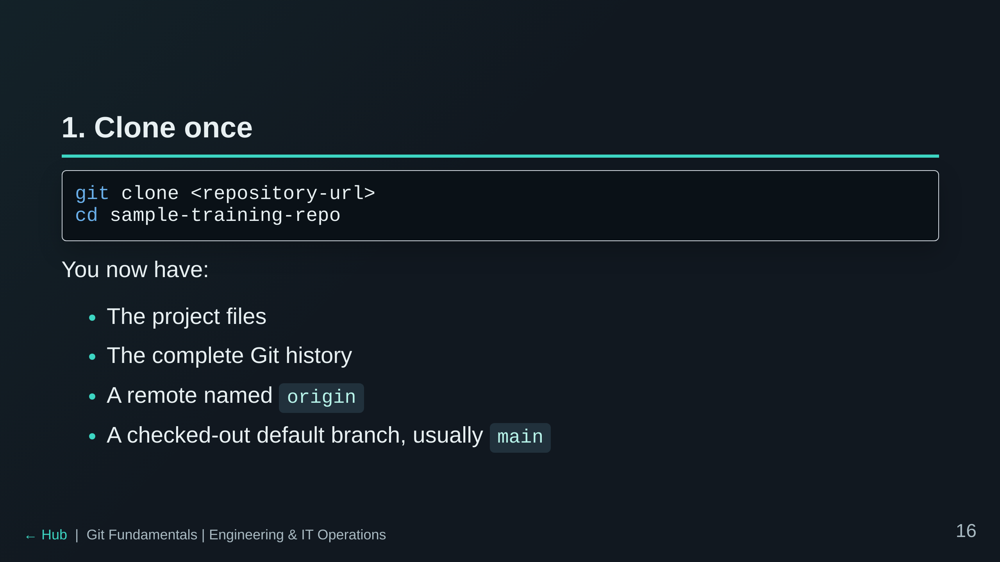 1. Clone once
git clone <repository-url>
cd sample-training-repo
You now have:
• The project files
• The complete Git history
• A remote named origin
• A checked-out default branch, usually main
← Hub | Git Fundamentals | Engineering & IT Operations
16